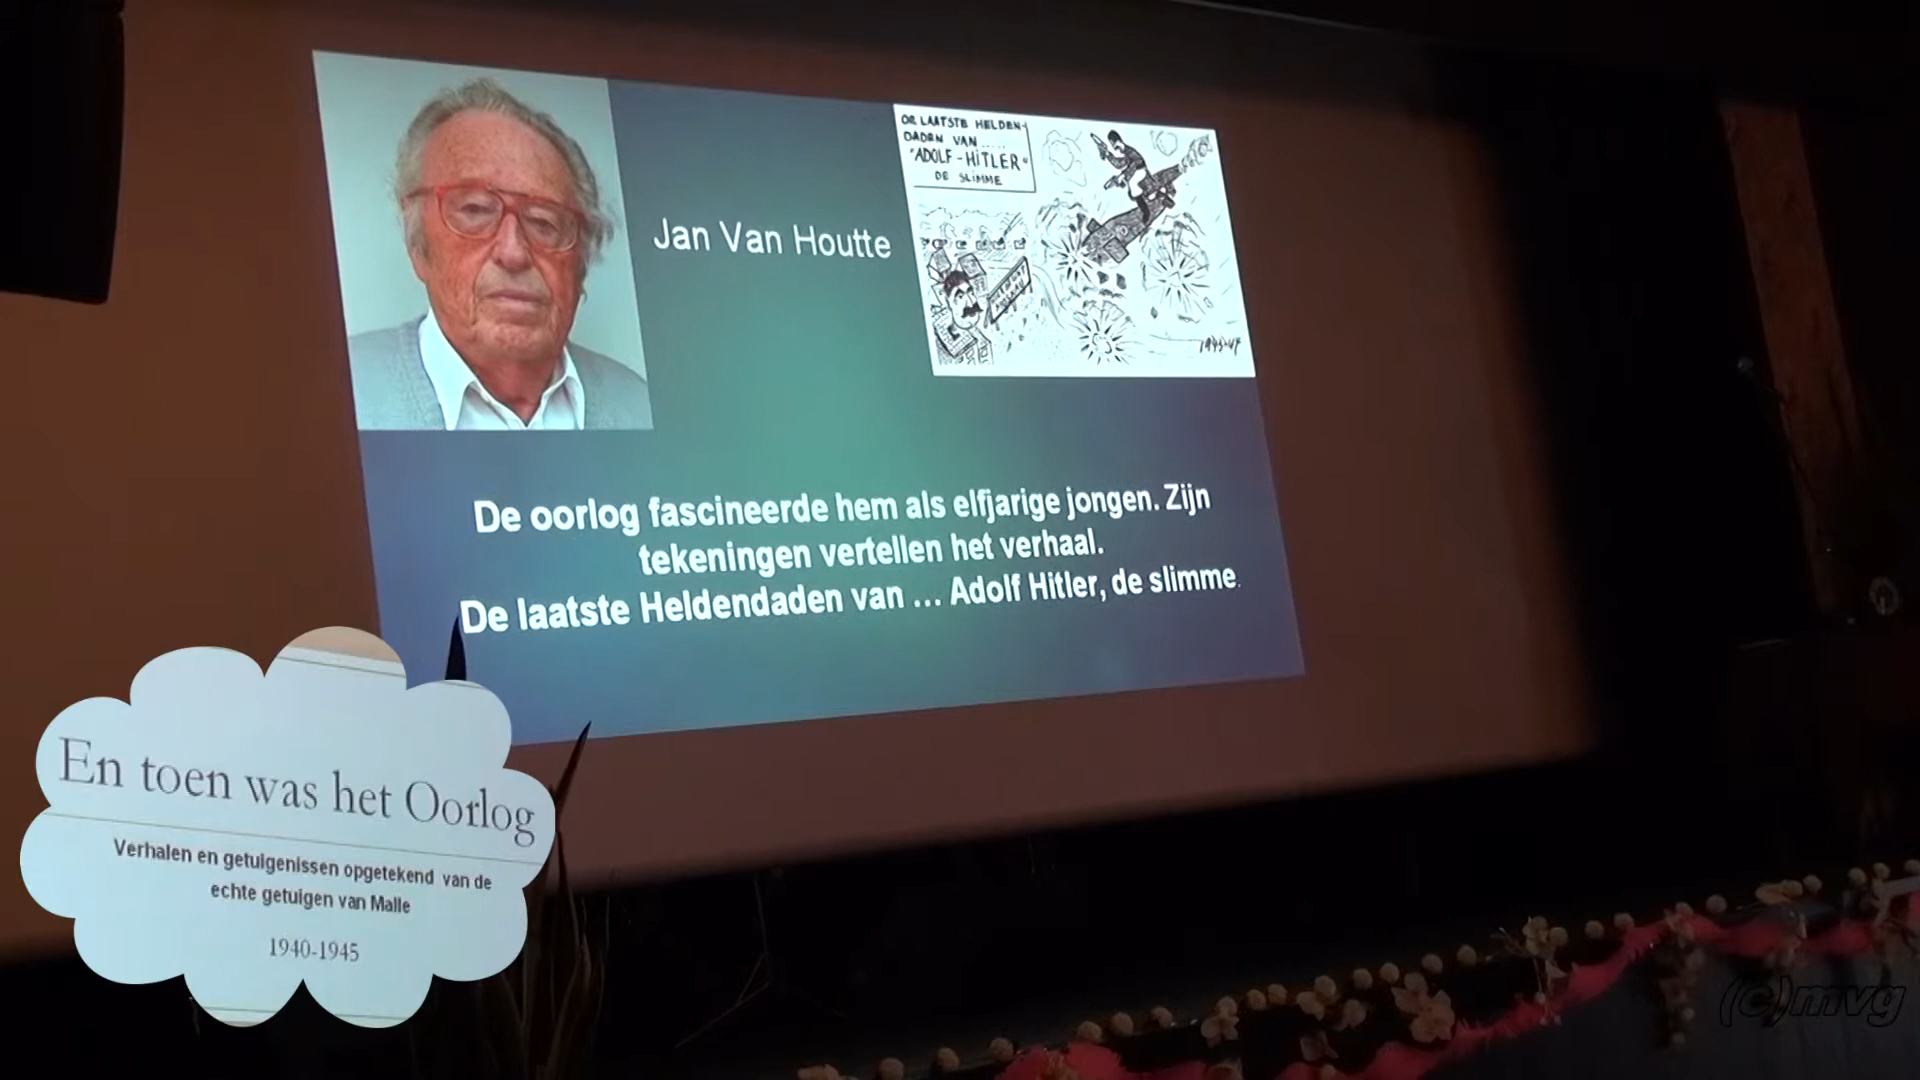 Jan Van Houtte
DE LAATSTE HELDEN-
DADEN VAN .....
"ADOLF-HITLER"
DE SLIMME
De oorlog fascineerde hem als elfjarige jongen. Zijn
tekeningen vertellen het verhaal.
De laatste Heldendaden van ... Adolf Hitler, de slimme.
En toen was het Oorlog
Verhalen en getuigenissen opgetekend van de
echte getuigen van Malle
1940-1945
(c)mvg